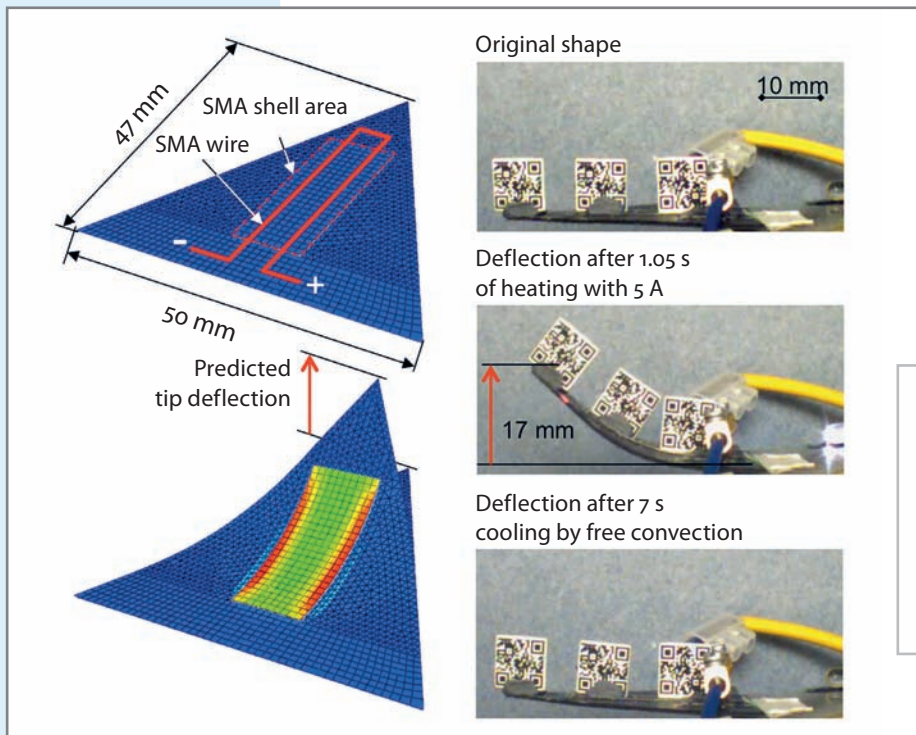 47 mm
SMA shell area
SMA wire
-
+
50 mm
Predicted
tip deflection
Original shape
10 mm
Deflection after 1.05 s
of heating with 5 A
17 mm
Deflection after 7 s
cooling by free convection